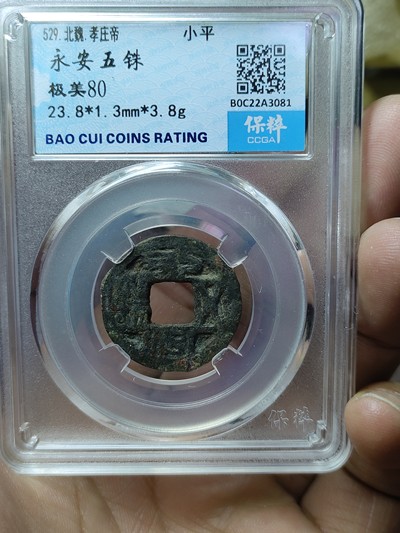 529.北魏.孝庄帝 小平
永安五铢
极美80
23.8*1.3mm*3.8g
BAO CUI COINS RATING
B0C22A3081
保粹
CCGA
保粹